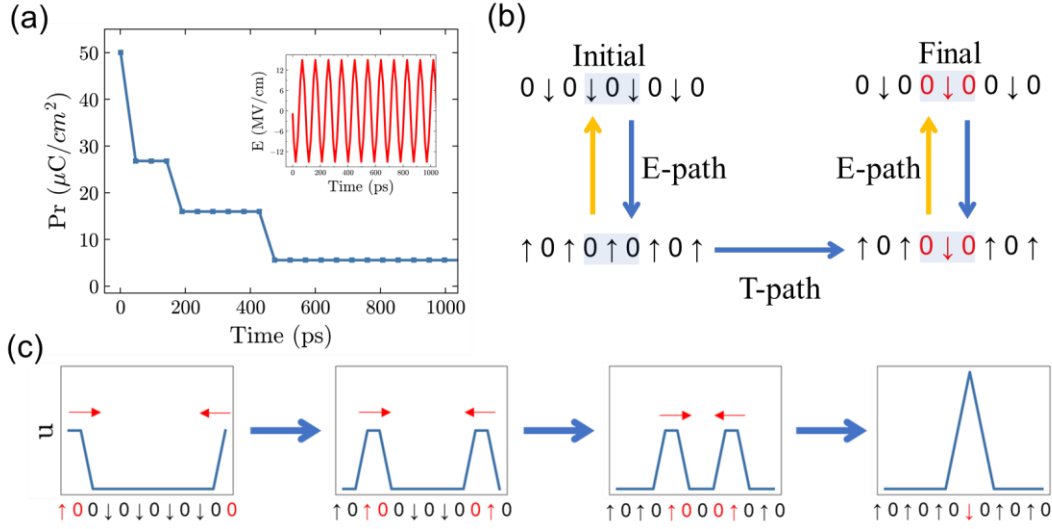 (a)
Pr (μC/cm²)
50
40
30
20
10
0
0
200
400
600
800
1000
Time (ps)
E (MV/cm)
12
6
0
−6
−12
0
200
400
600
800
1000
Time (ps)
(b)
Initial
Final
0 ↓ 0 ↓ 0 ↓ 0 ↓ 0
0 ↓ 0 0 ↓ 0 0 ↓ 0
E-path
E-path
↑ 0 ↑ 0 ↑ 0 ↑ 0 ↑
↑ 0 ↑ 0 ↓ 0 ↑ 0 ↑
T-path
(c)
u
↑ 0 0 ↓ 0 ↓ 0 ↓ 0 ↓ 0 0
↑ 0 ↑ 0 0 ↓ 0 ↓ 0 0 ↑ 0
↑ 0 ↑ 0 ↑ 0 0 0 ↑ 0 ↑ 0
↑ 0 ↑ 0 ↑ 0 ↓ 0 ↑ 0 ↑ 0